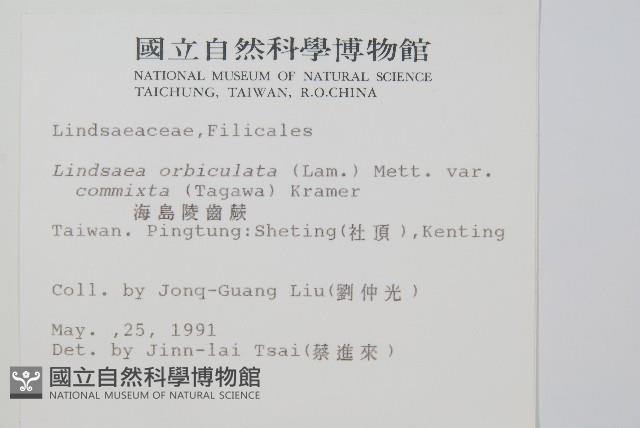 國立自然科學博物館
NATIONAL MUSEUM OF NATURAL SCIENCE
TAICHUNG, TAIWAN, R.O.CHINA
Lindsaeaceae,Filicales
Lindsaea orbiculata (Lam.) Mett. var.
commixta (Tagawa) Kramer
海島陵齒蕨
Taiwan. Pingtung:Sheting(社頂),Kenting
Coll. by Jonq-Guang Liu(劉仲光)
May. ,25, 1991
Det. by Jinn-lai Tsai(蔡進來)
國立自然科學博物館
NATIONAL MUSEUM OF NATURAL SCIENCE